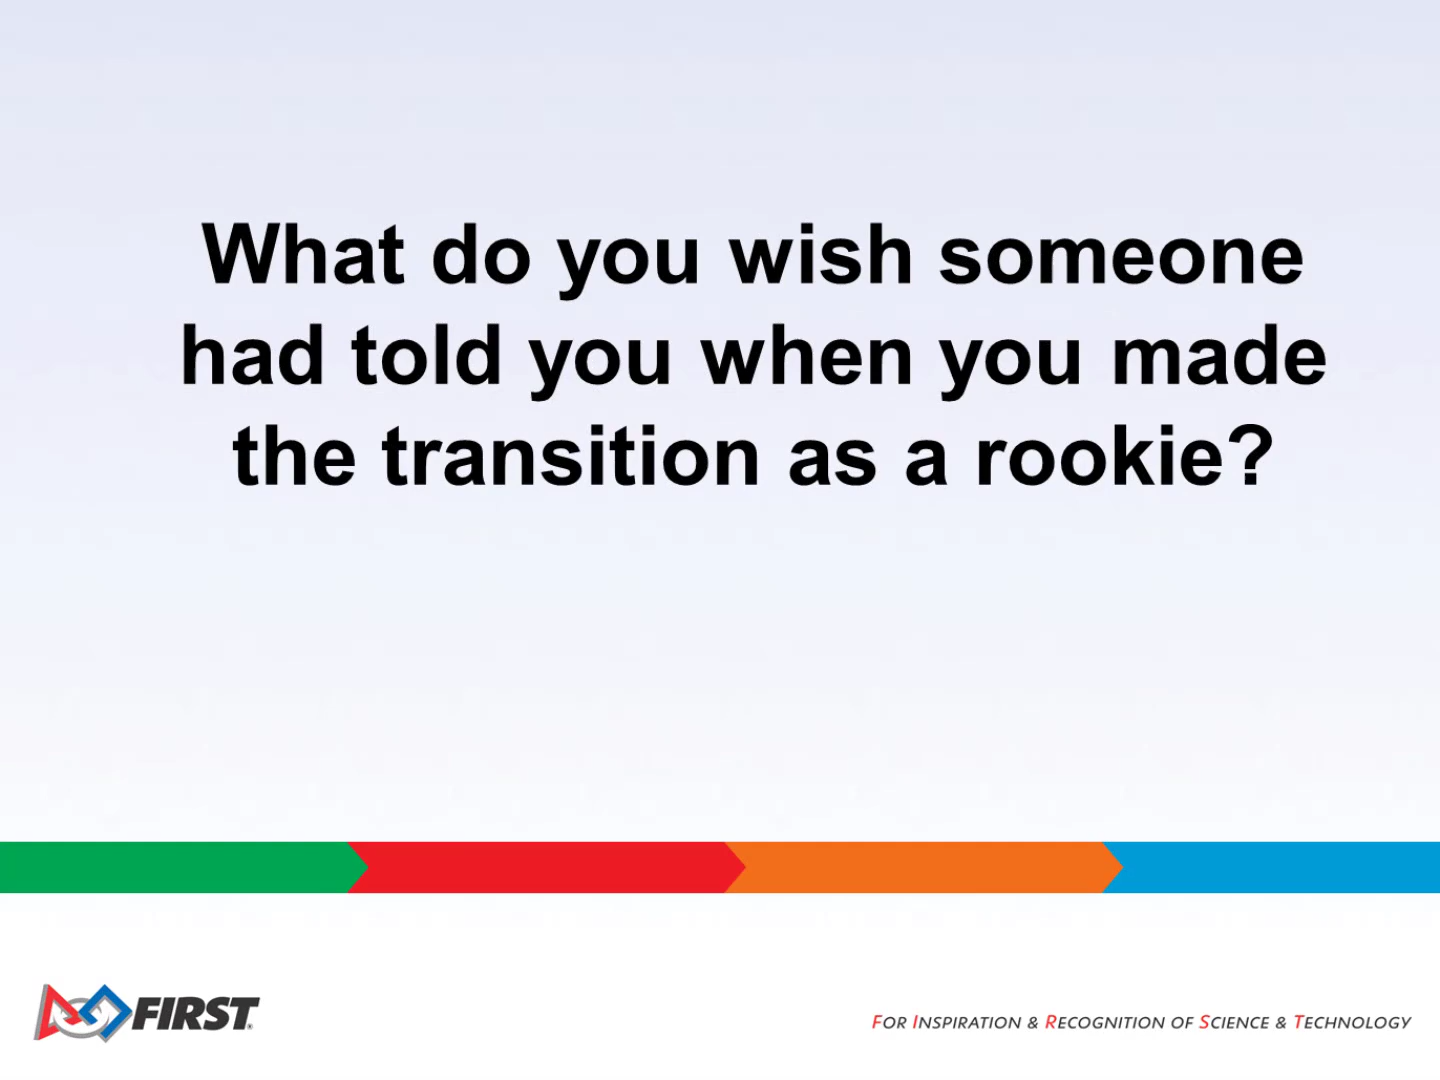 What do you wish someone
had told you when you made
the transition as a rookie?
FIRST®
FOR INSPIRATION & RECOGNITION OF SCIENCE & TECHNOLOGY